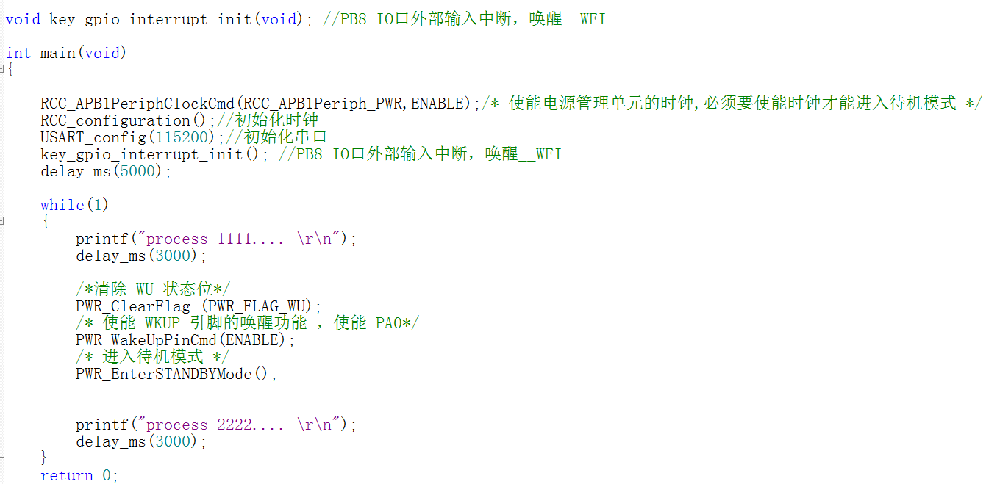 void key_gpio_interrupt_init(void); //PB8 IO口外部输入中断，唤醒__WFI
int main(void)
{
RCC_APB1PeriphClockCmd(RCC_APB1Periph_PWR,ENABLE);/* 使能电源管理单元的时钟,必须要使能时钟才能进入待机模式 */
RCC_configuration();//初始化时钟
USART_config(115200);//初始化串口
key_gpio_interrupt_init(); //PB8 IO口外部输入中断，唤醒__WFI
delay_ms(5000);
while(1)
{
printf("process 1111.... \r\n");
delay_ms(3000);
/*清除 WU 状态位*/
PWR_ClearFlag (PWR_FLAG_WU);
/* 使能 WKUP 引脚的唤醒功能 ，使能 PA0*/
PWR_WakeUpPinCmd(ENABLE);
/* 进入待机模式 */
PWR_EnterSTANDBYMode();
printf("process 2222.... \r\n");
delay_ms(3000);
}
return 0;